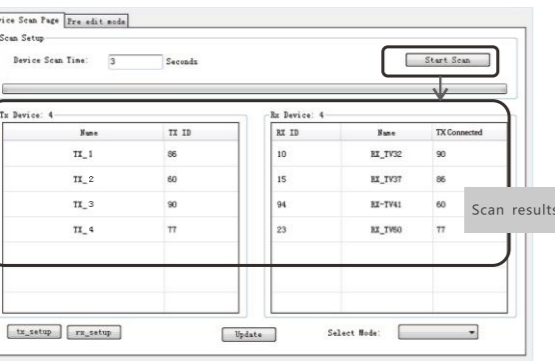 vice Scan Page Pre edit mode
Scan Setup
Device Scan Time: 3 Seconds Start Scan
Tx Device: 4 Rx Device: 4
Name TX ID RX ID Name TX Connected
TX_1 86 10 RX_TV32 90
TX_2 60 15 RX_TV37 86
TX_3 90 94 RX-TV41 60
TX_4 77 23 RX_TV60 77
Scan results
tx_setup rx_setup Update Select Mode: